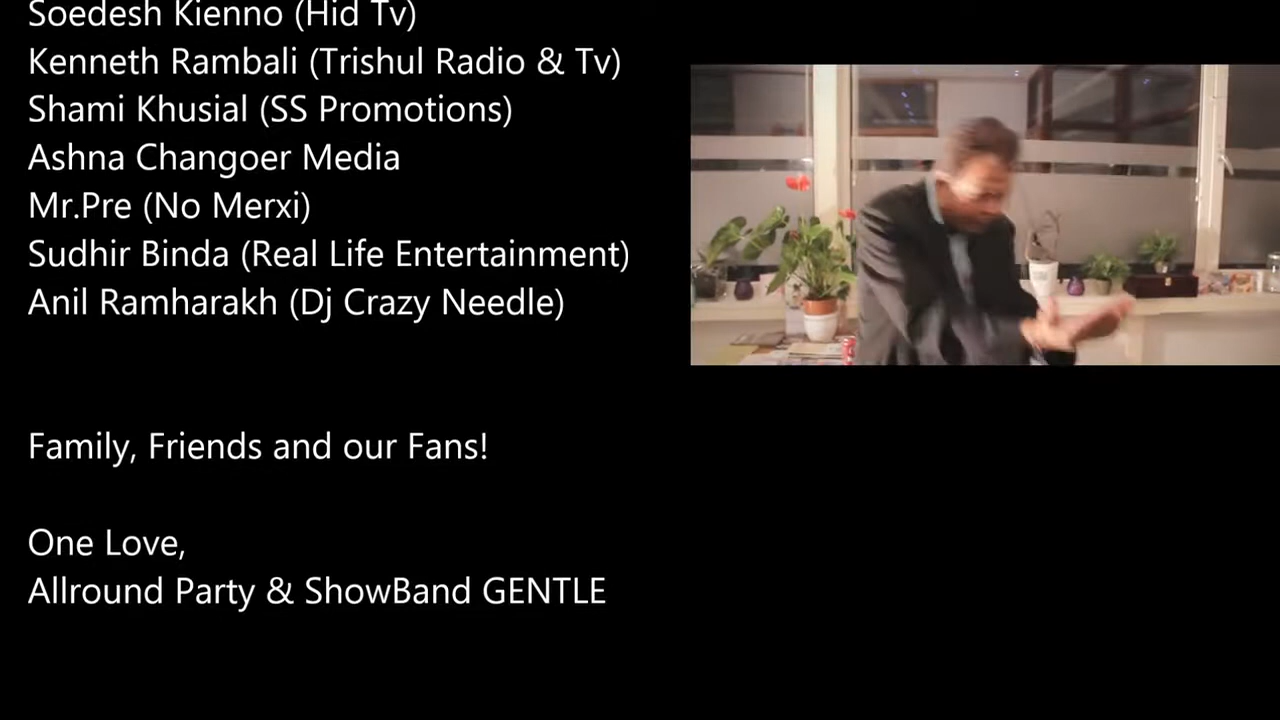 Soedesh Kienno (Hid Tv)
Kenneth Rambali (Trishul Radio & Tv)
Shami Khusial (SS Promotions)
Ashna Changoer Media
Mr.Pre (No Merxi)
Sudhir Binda (Real Life Entertainment)
Anil Ramharakh (Dj Crazy Needle)
Family, Friends and our Fans!
One Love,
Allround Party & ShowBand GENTLE